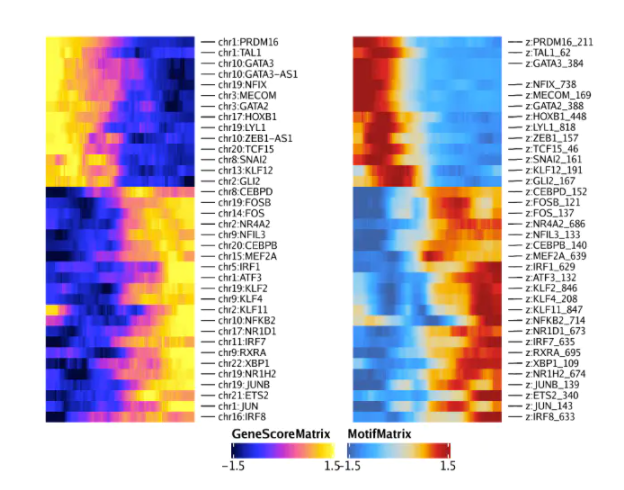 chr1:PRDM16
chr1:TAL1
chr10:GATA3
chr10:GATA3-AS1
chr19:NFIX
chr3:MECOM
chr3:GATA2
chr17:HOXB1
chr19:LYL1
chr10:ZEB1-AS1
chr20:TCF15
chr8:SNAI2
chr13:KLF12
chr2:GLI2
chr8:CEBPD
chr19:FOSB
chr14:FOS
chr2:NR4A2
chr9:NFIL3
chr20:CEBPB
chr15:MEF2A
chr5:IRF1
chr1:ATF3
chr19:KLF2
chr9:KLF4
chr2:KLF11
chr10:NFKB2
chr17:NR1D1
chr11:IRF7
chr9:RXRA
chr22:XBP1
chr19:NR1H2
chr19:JUNB
chr21:ETS2
chr1:JUN
chr16:IRF8
z:PRDM16_211
z:TAL1_62
z:GATA3_384
z:NFIX_738
z:MECOM_169
z:GATA2_388
z:HOXB1_448
z:LYL1_818
z:ZEB1_157
z:TCF15_46
z:SNAI2_161
z:KLF12_191
z:GLI2_167
z:CEBPD_152
z:FOSB_121
z:FOS_137
z:NR4A2_686
z:NFIL3_133
z:CEBPB_140
z:MEF2A_639
z:IRF1_629
z:ATF3_132
z:KLF2_846
z:KLF4_208
z:KLF11_847
z:NFKB2_714
z:NR1D1_673
z:IRF7_635
z:RXRA_695
z:XBP1_109
z:NR1H2_674
z:JUNB_139
z:ETS2_340
z:JUN_143
z:IRF8_633
GeneScoreMatrix MotifMatrix
-1.5 1.5 -1.5 1.5